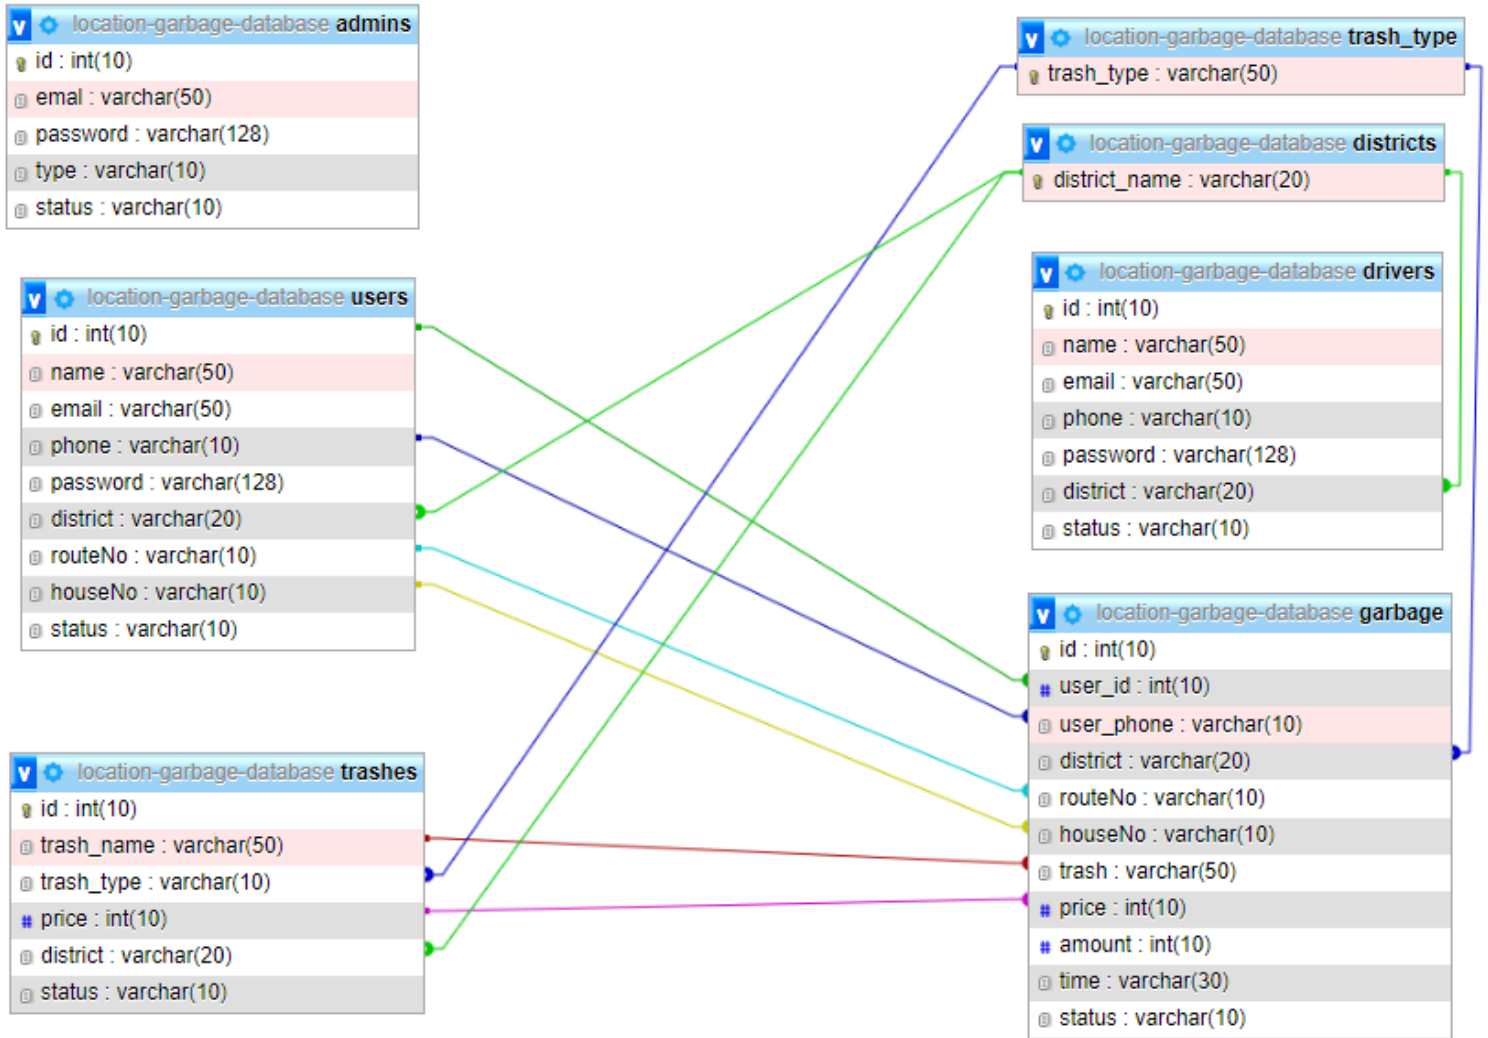 location-garbage-database admins
id : int(10)
emal : varchar(50)
password : varchar(128)
type : varchar(10)
status : varchar(10)
location-garbage-database users
id : int(10)
name : varchar(50)
email : varchar(50)
phone : varchar(10)
password : varchar(128)
district : varchar(20)
routeNo : varchar(10)
houseNo : varchar(10)
status : varchar(10)
location-garbage-database trashes
id : int(10)
trash_name : varchar(50)
trash_type : varchar(10)
# price : int(10)
district : varchar(20)
status : varchar(10)
location-garbage-database trash_type
trash_type : varchar(50)
location-garbage-database districts
district_name : varchar(20)
location-garbage-database drivers
id : int(10)
name : varchar(50)
email : varchar(50)
phone : varchar(10)
password : varchar(128)
district : varchar(20)
status : varchar(10)
location-garbage-database garbage
id : int(10)
# user_id : int(10)
user_phone : varchar(10)
district : varchar(20)
routeNo : varchar(10)
houseNo : varchar(10)
trash : varchar(50)
# price : int(10)
# amount : int(10)
time : varchar(30)
status : varchar(10)